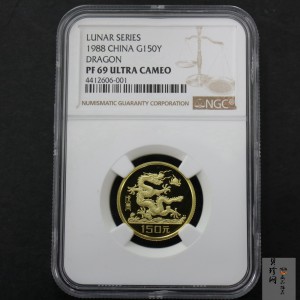 LUNAR SERIES
1988 CHINA G150Y
DRAGON
PF 69 ULTRA CAMEO
4412606-001
NUMISMATIC GUARANTY CORPORATION
NGC
150元